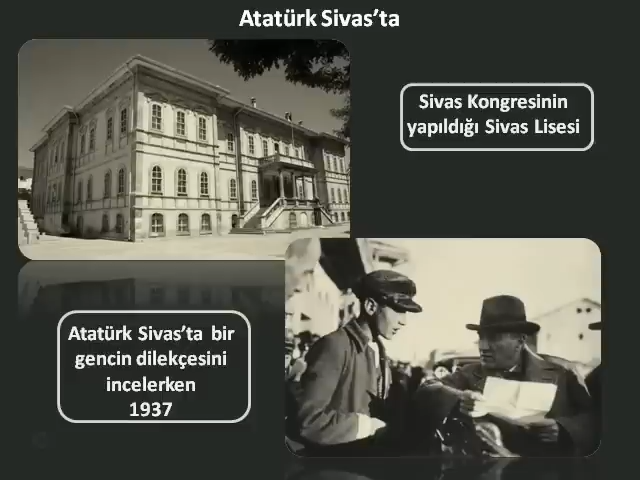 Atatürk Sivas’ta
Sivas Kongresinin
yapıldığı Sivas Lisesi
Atatürk Sivas’ta bir
gencin dilekçesini
incelerken
1937